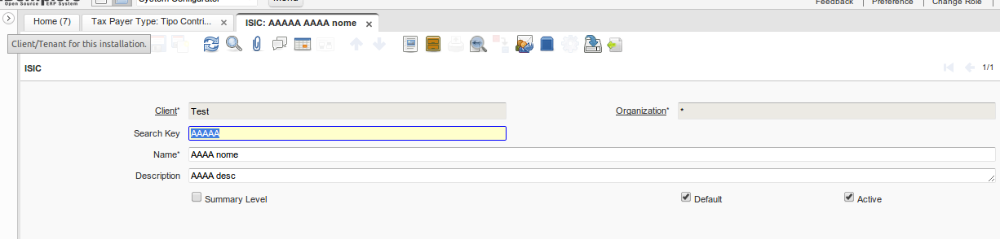 Open Source ERP System
System Configurator
Menu
Feedback | Preference | Change Role |
Home (7)
Tax Payer Type: Tipo Contri...
ISIC: AAAAA AAAA nome
Client/Tenant for this installation.
ISIC
1/1
Client* Test
Organization* *
Search Key AAAAA
Name* AAAA nome
Description AAAA desc
Summary Level
Default
Active